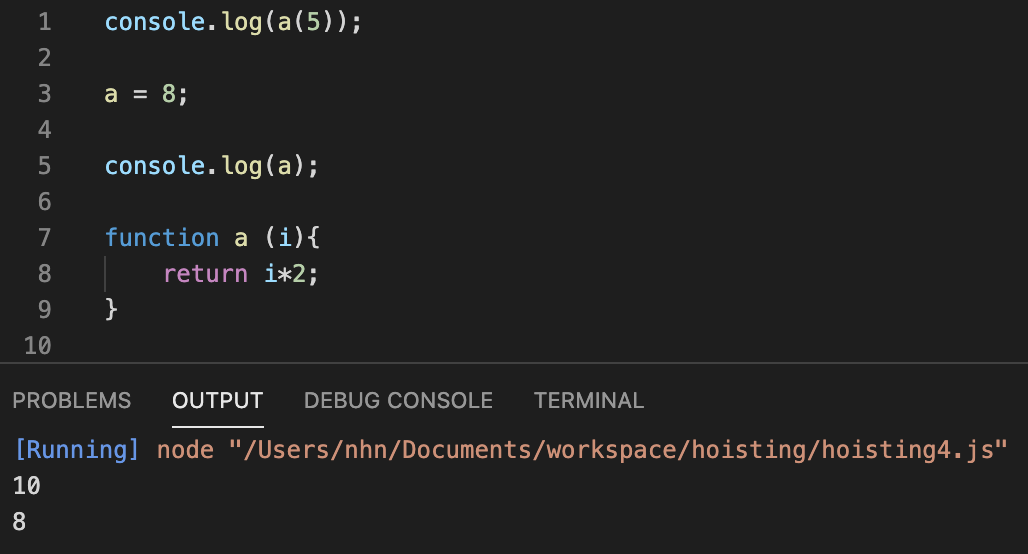 1 console.log(a(5));
2
3 a = 8;
4
5 console.log(a);
6
7 function a (i){
8     return i*2;
9 }
10
PROBLEMS OUTPUT DEBUG CONSOLE TERMINAL
[Running] node "/Users/nhn/Documents/workspace/hoisting/hoisting4.js"
10
8